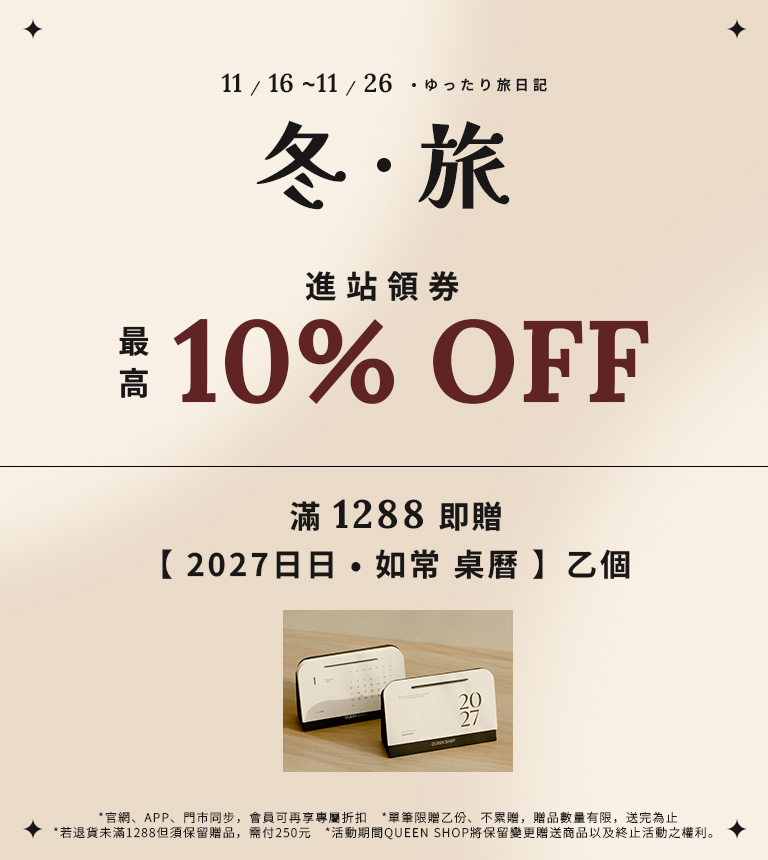 11 / 16 ~11 / 26 •ゆったり旅日記
冬・旅
進站領券
最高
10% OFF
滿 1288 即贈
【 2027日日 • 如常 桌曆 】乙個
20
27
QUEEN SHOP
*官網、APP、門市同步，會員可再享專屬折扣 *單筆限贈乙份、不累贈，贈品數量有限，送完為止
*若退貨未滿1288但須保留贈品，需付250元 *活動期間QUEEN SHOP將保留變更贈送商品以及終止活動之權利。